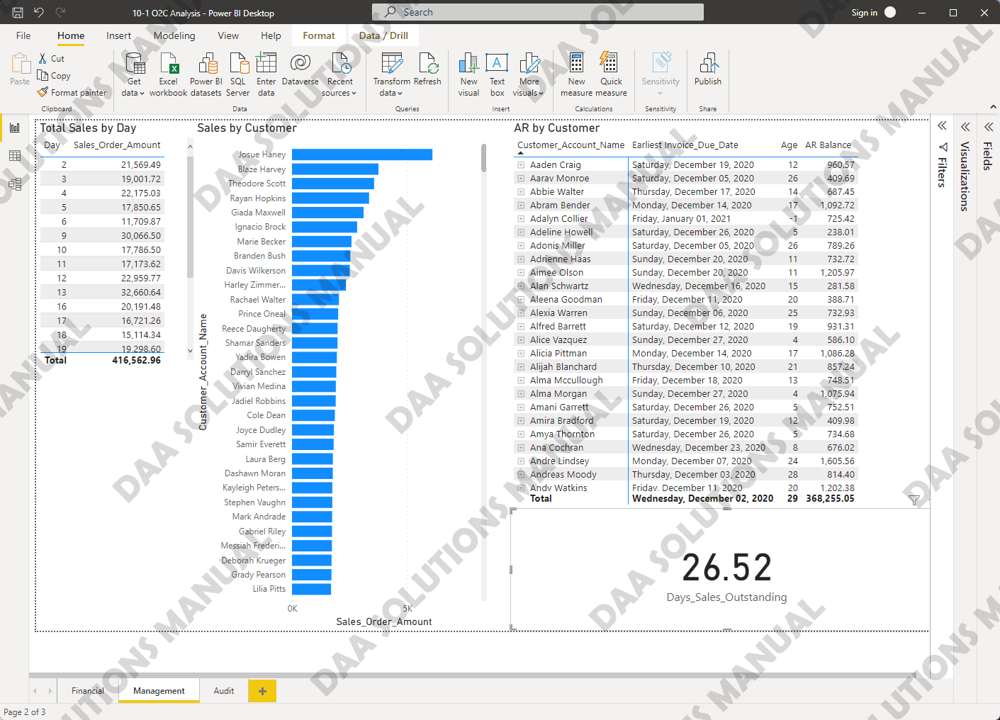 10-1 O2C Analysis - Power BI Desktop
Search
Sign in
File Home Insert Modeling View Help Format Data / Drill
Paste
Cut
Copy
Format painter
Clipboard
Get data
Excel workbook
Power BI datasets
SQL Server
Enter data
Dataverse
Recent sources
Data
Transform data
Refresh
Queries
New visual
Text box
More visuals
Insert
New measure
Quick measure
Calculations
Sensitivity
Sensitivity
Publish
Share
Total Sales by Day
Day Sales_Order_Amount
2 21,569.49
3 19,001.72
4 22,175.03
5 17,850.65
6 11,709.87
9 30,066.50
10 17,786.50
11 17,173.62
12 22,959.77
13 32,660.64
16 20,191.48
17 16,721.26
18 15,114.34
19 19,298.60
Total 416,562.96
Sales by Customer
Customer_Account_Name
Josue Haney
Blaze Harvey
Theodore Scott
Rayan Hopkins
Giada Maxwell
Ignacio Brock
Marie Becker
Branden Bush
Davis Wilkerson
Harley Zimmer...
Rachael Walter
Prince Oneal
Reece Daugherty
Shamar Sanders
Yadira Bowen
Darryl Sanchez
Vivian Medina
Jadiel Robbins
Cole Dean
Joyce Dudley
Samir Everett
Laura Berg
Dashawn Moran
Kayleigh Peters...
Stephen Vaughn
Mark Andrade
Gabriel Riley
Messiah Frederi...
Deborah Krueger
Grady Pearson
Lilia Pitts
0K 5K
Sales_Order_Amount
AR by Customer
Customer_Account_Name Earliest Invoice_Due_Date Age AR Balance
Aaden Craig Saturday, December 19, 2020 12 960.57
Aarav Monroe Saturday, December 05, 2020 26 409.69
Abbie Walter Thursday, December 17, 2020 14 687.45
Abram Bender Monday, December 14, 2020 17 1,092.72
Adalyn Collier Friday, January 01, 2021 -1 725.42
Adeline Howell Saturday, December 26, 2020 5 238.01
Adonis Miller Saturday, December 05, 2020 26 789.26
Adrienne Haas Sunday, December 20, 2020 11 732.72
Aimee Olson Sunday, December 20, 2020 11 1,205.97
Alan Schwartz Wednesday, December 16, 2020 15 281.58
Aleena Goodman Friday, December 11, 2020 20 388.71
Alexia Warren Sunday, December 06, 2020 25 732.93
Alfred Barrett Saturday, December 12, 2020 19 931.31
Alice Vazquez Sunday, December 27, 2020 4 586.10
Alicia Pittman Monday, December 14, 2020 17 1,086.28
Alijah Blanchard Thursday, December 10, 2020 21 857.24
Alma Mccullough Friday, December 18, 2020 13 748.51
Alma Morgan Sunday, December 27, 2020 4 1,075.94
Amani Garrett Saturday, December 26, 2020 5 752.51
Amira Bradford Saturday, December 19, 2020 12 409.98
Amya Thornton Saturday, December 26, 2020 5 734.68
Ana Cochran Wednesday, December 23, 2020 8 676.02
Andre Lindsey Monday, December 07, 2020 24 1,605.56
Andreas Moody Thursday, December 03, 2020 28 814.40
Andy Watkins Friday, December 11, 2020 20 1,202.38
Total Wednesday, December 02, 2020 29 368,255.05
26.52
Days_Sales_Outstanding
Filters
Visualizations
Fields
Financial Management Audit
Page 2 of 3
DAA SOLUTIONS MANUAL